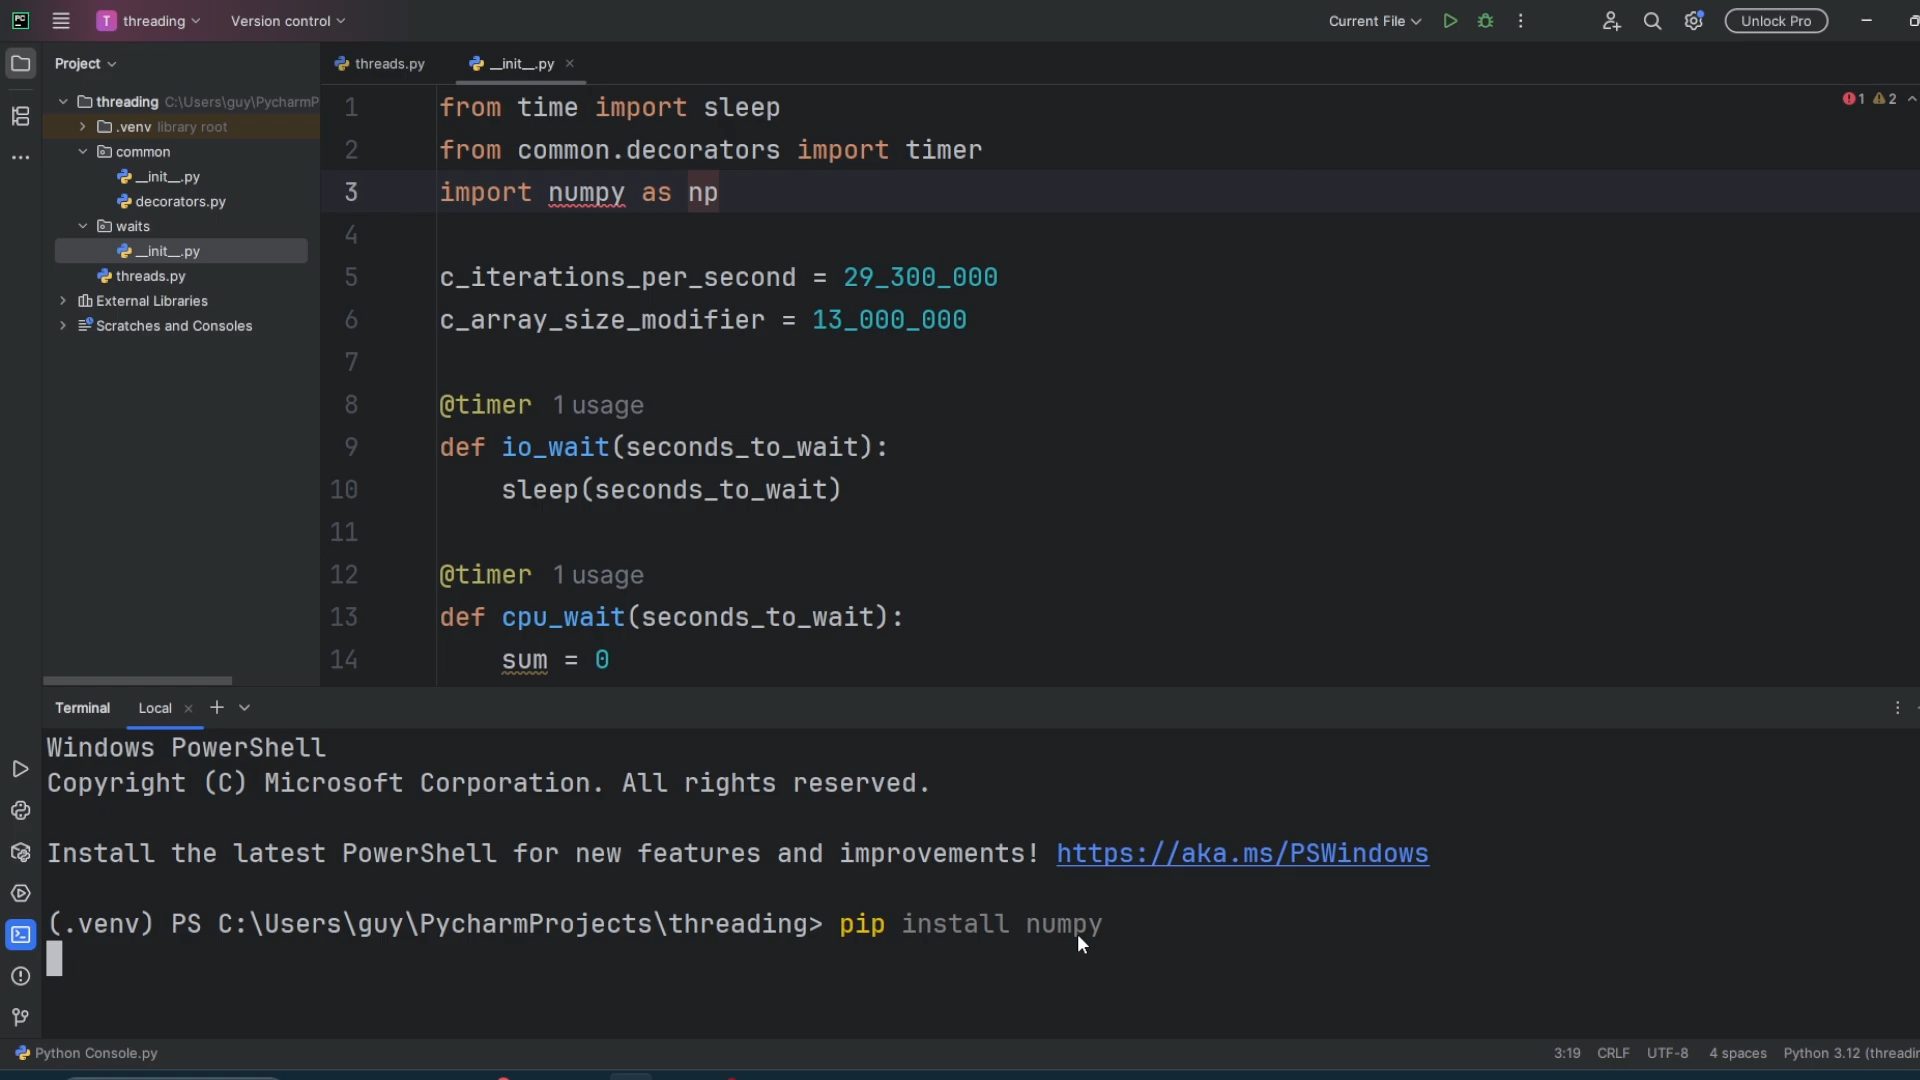 PC
T threading
Version control
Current File
Unlock Pro
Project
threads.py
__init__.py
threading C:\Users\guy\PycharmP
.venv library root
common
__init__.py
decorators.py
waits
__init__.py
threads.py
External Libraries
Scratches and Consoles
1 from time import sleep
2 from common.decorators import timer
3 import numpy as np
4
5 c_iterations_per_second = 29_300_000
6 c_array_size_modifier = 13_000_000
7
8 @timer 1 usage
9 def io_wait(seconds_to_wait):
10 sleep(seconds_to_wait)
11
12 @timer 1 usage
13 def cpu_wait(seconds_to_wait):
14 sum = 0
1 2
Terminal Local
Windows PowerShell
Copyright (C) Microsoft Corporation. All rights reserved.
Install the latest PowerShell for new features and improvements! https://aka.ms/PSWindows
(.venv) PS C:\Users\guy\PycharmProjects\threading> pip install numpy
Python Console.py
3:19 CRLF UTF-8 4 spaces Python 3.12 (threadin